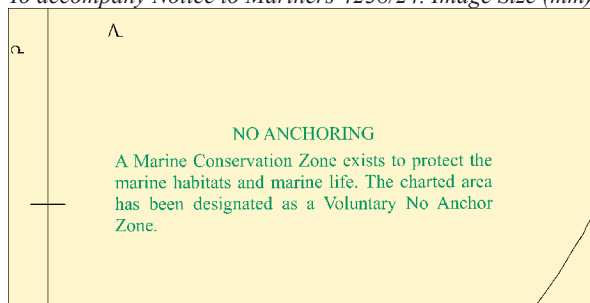 To accompany Notice to Mariners 4258/24. Image Size (mm)
NO ANCHORING
A Marine Conservation Zone exists to protect the
marine habitats and marine life. The charted area
has been designated as a Voluntary No Anchor
Zone.